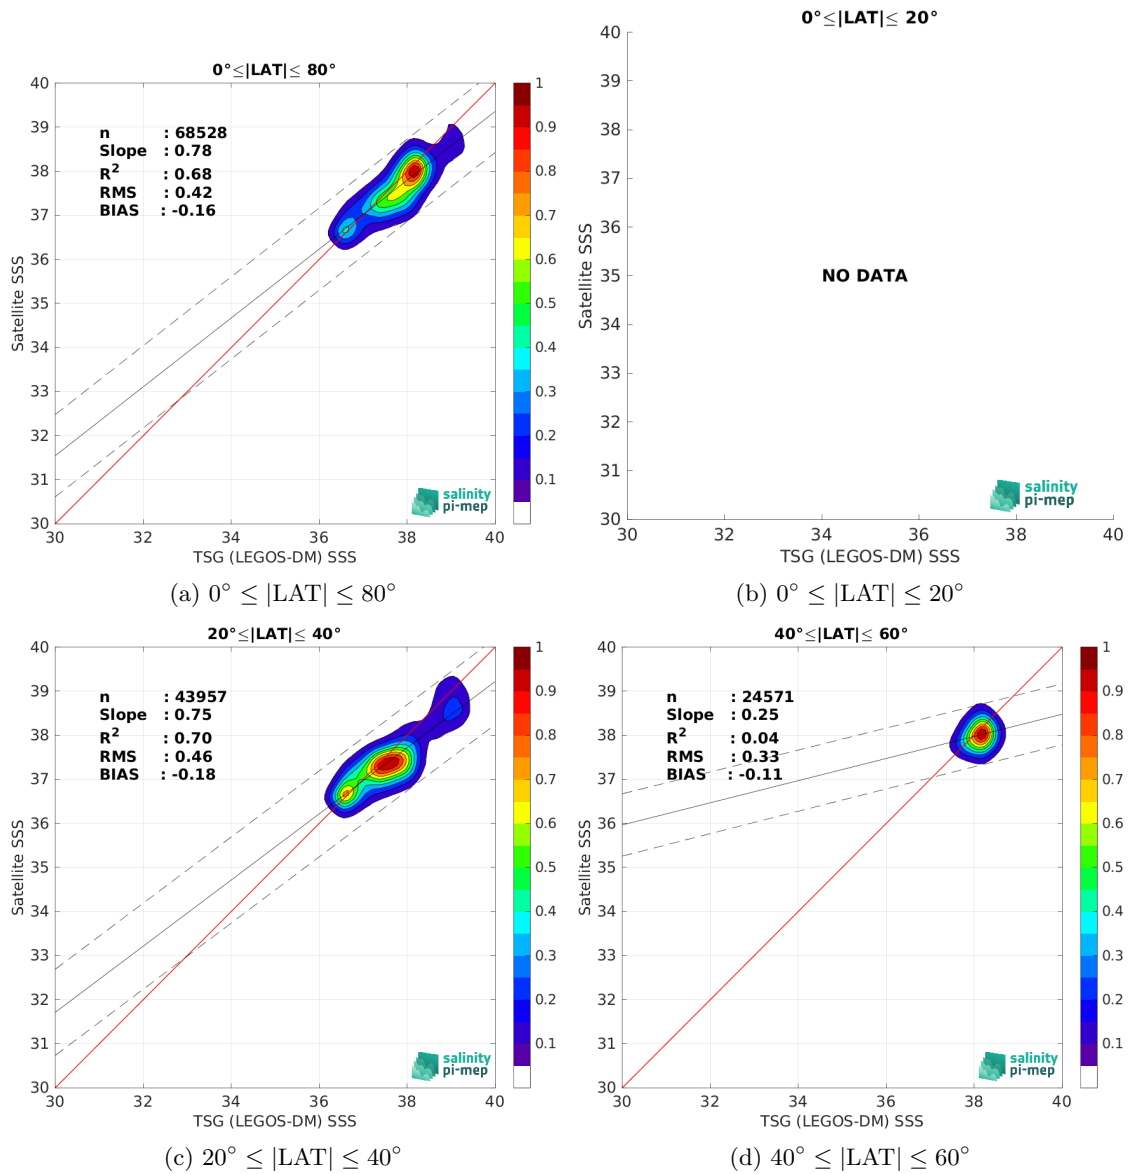 0°≤|LAT|≤ 80°
40
39
38
37
36
35
34
33
32
31
30
Satellite SSS
n : 68528
Slope : 0.78
R² : 0.68
RMS : 0.42
BIAS : -0.16
salinity
pi-mep
30 32 34 36 38 40
TSG (LEGOS-DM) SSS
1
0.9
0.8
0.7
0.6
0.5
0.4
0.3
0.2
0.1
(a) 0° ≤ |LAT| ≤ 80°
0°≤|LAT|≤ 20°
40
39
38
37
36
35
34
33
32
31
30
Satellite SSS
NO DATA
salinity
pi-mep
30 32 34 36 38 40
TSG (LEGOS-DM) SSS
(b) 0° ≤ |LAT| ≤ 20°
20°≤|LAT|≤ 40°
40
39
38
37
36
35
34
33
32
31
30
Satellite SSS
n : 43957
Slope : 0.75
R² : 0.70
RMS : 0.46
BIAS : -0.18
salinity
pi-mep
30 32 34 36 38 40
TSG (LEGOS-DM) SSS
1
0.9
0.8
0.7
0.6
0.5
0.4
0.3
0.2
0.1
(c) 20° ≤ |LAT| ≤ 40°
40°≤|LAT|≤ 60°
40
39
38
37
36
35
34
33
32
31
30
Satellite SSS
n : 24571
Slope : 0.25
R² : 0.04
RMS : 0.33
BIAS : -0.11
salinity
pi-mep
30 32 34 36 38 40
TSG (LEGOS-DM) SSS
1
0.9
0.8
0.7
0.6
0.5
0.4
0.3
0.2
0.1
(d) 40° ≤ |LAT| ≤ 60°